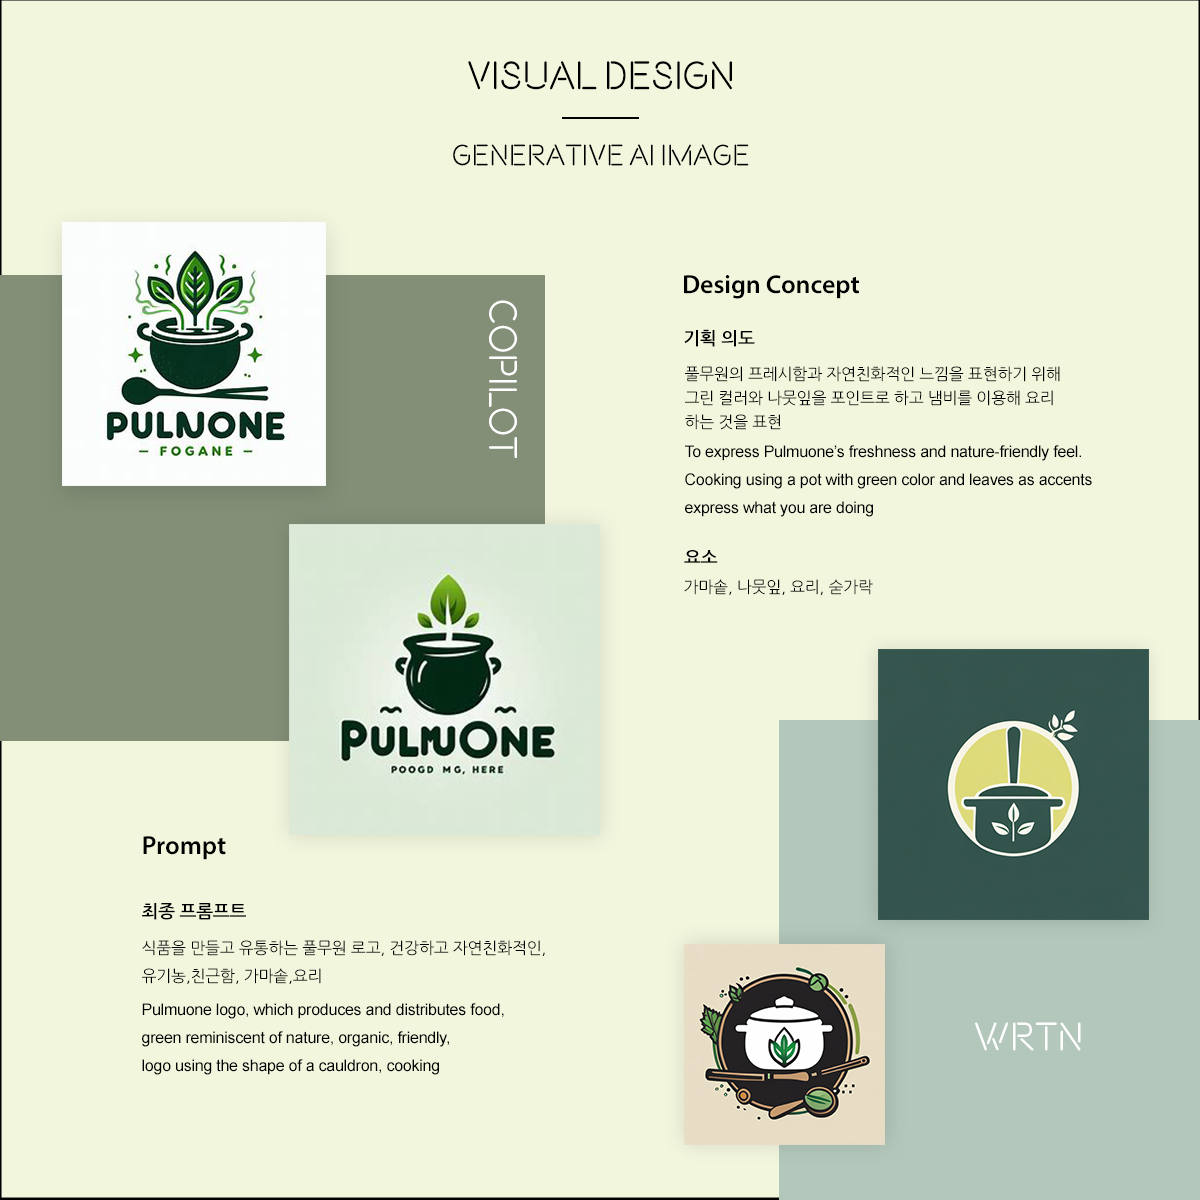 VISUAL DESIGN
GENERATIVE AI IMAGE
PULMUONE
– FOGANE –
COPILOT
Design Concept
기획 의도
풀무원의 프레시함과 자연친화적인 느낌을 표현하기 위해
그린 컬러와 나뭇잎을 포인트로 하고 냄비를 이용해 요리
하는 것을 표현
To express Pulmuone’s freshness and nature-friendly feel.
Cooking using a pot with green color and leaves as accents
express what you are doing
요소
가마솥, 나뭇잎, 요리, 숟가락
PULMUONE
POOGD MG, HERE
Prompt
최종 프롬프트
식품을 만들고 유통하는 풀무원 로고, 건강하고 자연친화적인,
유기농,친근함, 가마솥,요리
Pulmuone logo, which produces and distributes food,
green reminiscent of nature, organic, friendly,
logo using the shape of a cauldron, cooking
WRTN